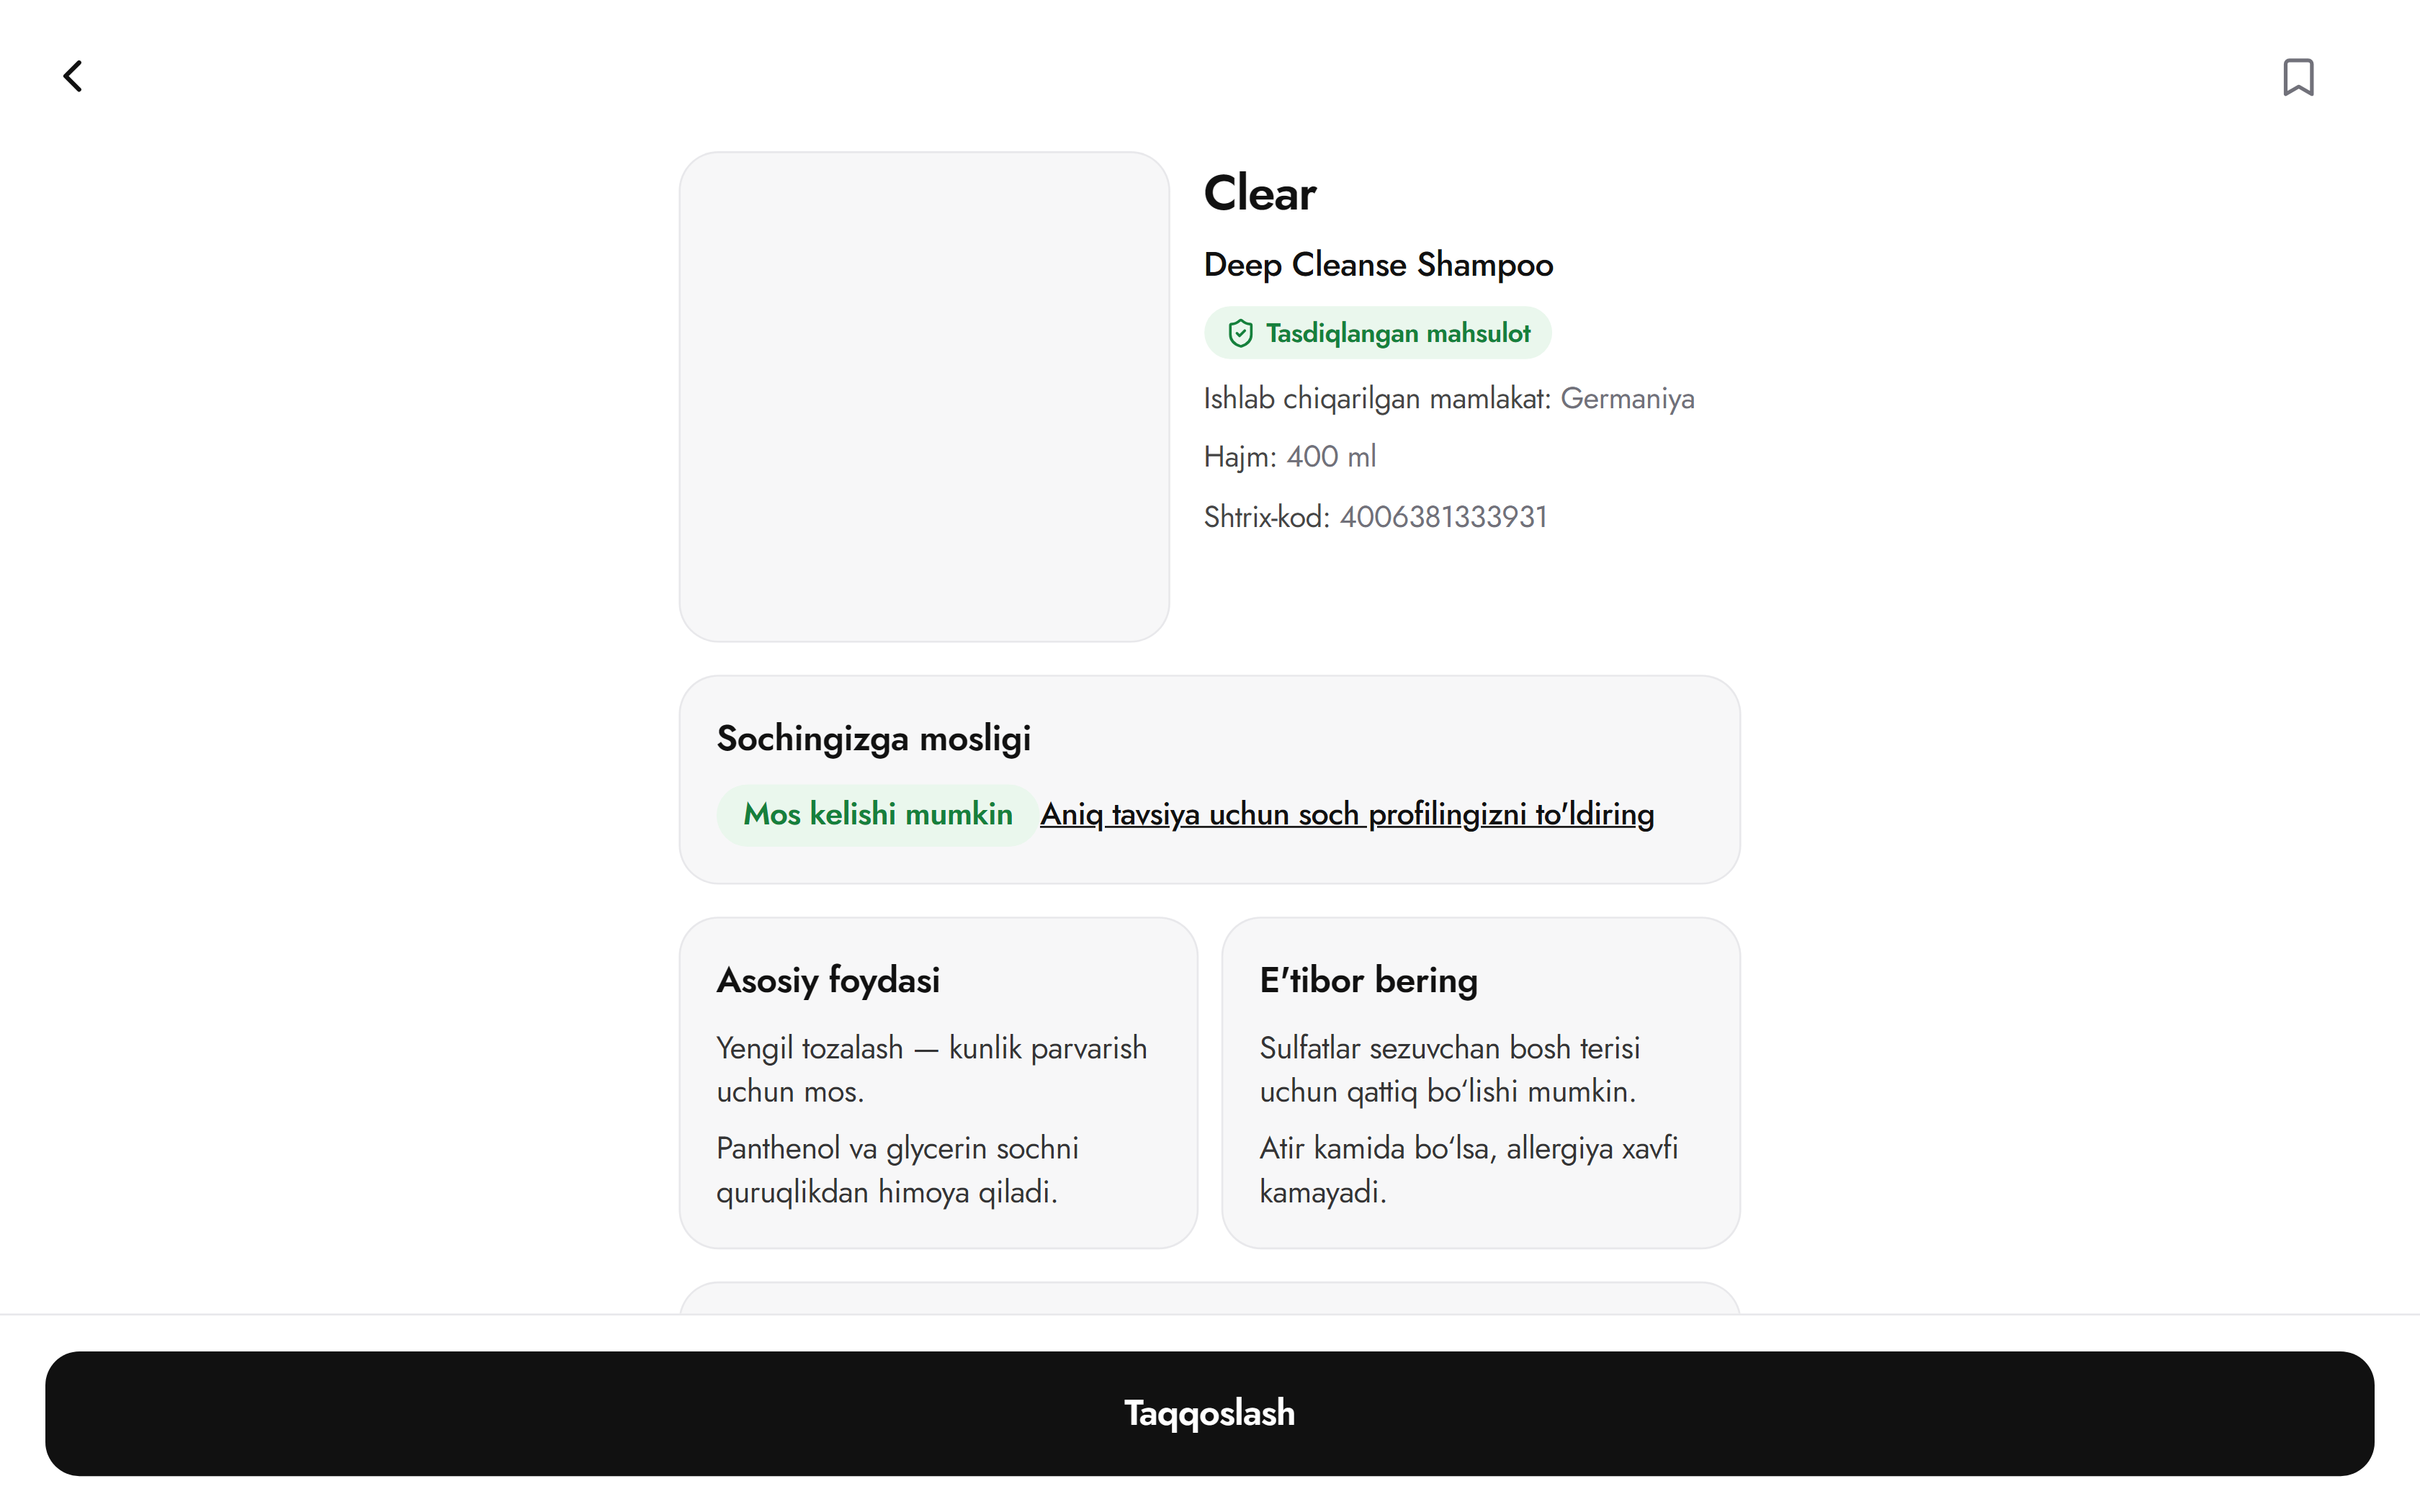 Clear
Deep Cleanse Shampoo
Tasdiqlangan mahsulot
Ishlab chiqarilgan mamlakat: Germaniya
Hajm: 400 ml
Shtrix-kod: 4006381333931
Sochingizga mosligi
Mos kelishi mumkin Aniq tavsiya uchun soch profilingizni to'ldiring
Asosiy foydasi
Yengil tozalash — kunlik parvarish
uchun mos.
Panthenol va glycerin sochni
quruqlikdan himoya qiladi.
E'tibor bering
Sulfatlar sezuvchan bosh terisi
uchun qattiq bo‘lishi mumkin.
Atir kamida bo‘lsa, allergiya xavfi
kamayadi.
Taqqoslash